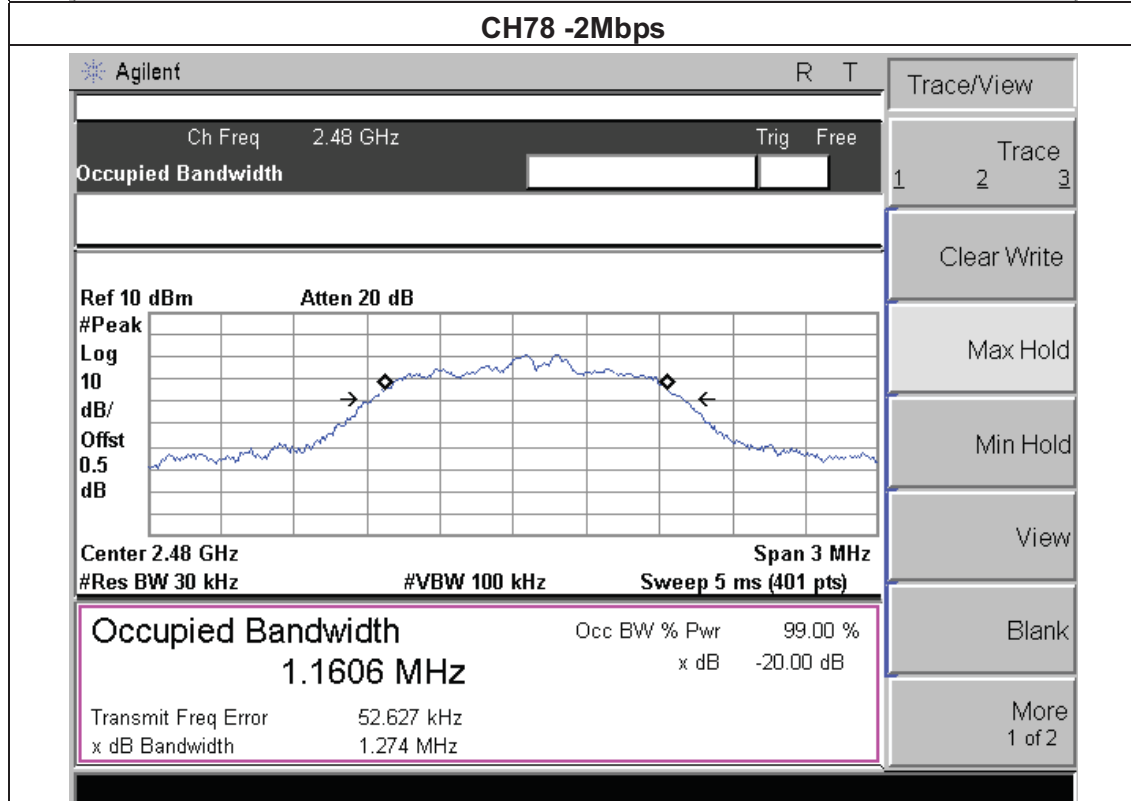 CH78 -2Mbps
Agilent R T
Trace/View
Ch Freq 2.48 GHz Trig Free
Occupied Bandwidth
Trace
1 2 3
Clear Write
Ref 10 dBm Atten 20 dB
#Peak
Log
10
dB/
Offst
0.5
dB
Max Hold
Min Hold
View
Center 2.48 GHz Span 3 MHz
#Res BW 30 kHz #VBW 100 kHz Sweep 5 ms (401 pts)
Occupied Bandwidth Occ BW % Pwr 99.00 %
1.1606 MHz x dB -20.00 dB
Blank
Transmit Freq Error 52.627 kHz
x dB Bandwidth 1.274 MHz
More
1 of 2